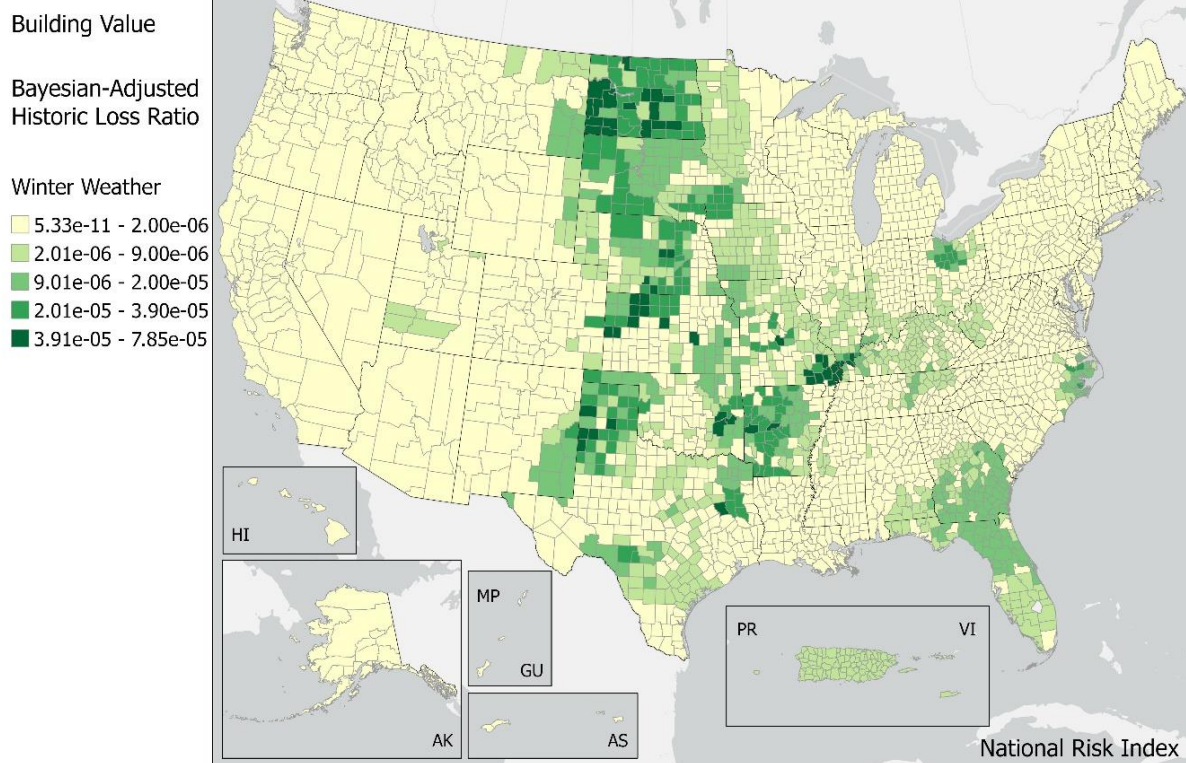 Building Value
Bayesian-Adjusted
Historic Loss Ratio
Winter Weather
5.33e-11 - 2.00e-06
2.01e-06 - 9.00e-06
9.01e-06 - 2.00e-05
2.01e-05 - 3.90e-05
3.91e-05 - 7.85e-05
HI
AK
MP
GU
AS
PR
VI
National Risk Index